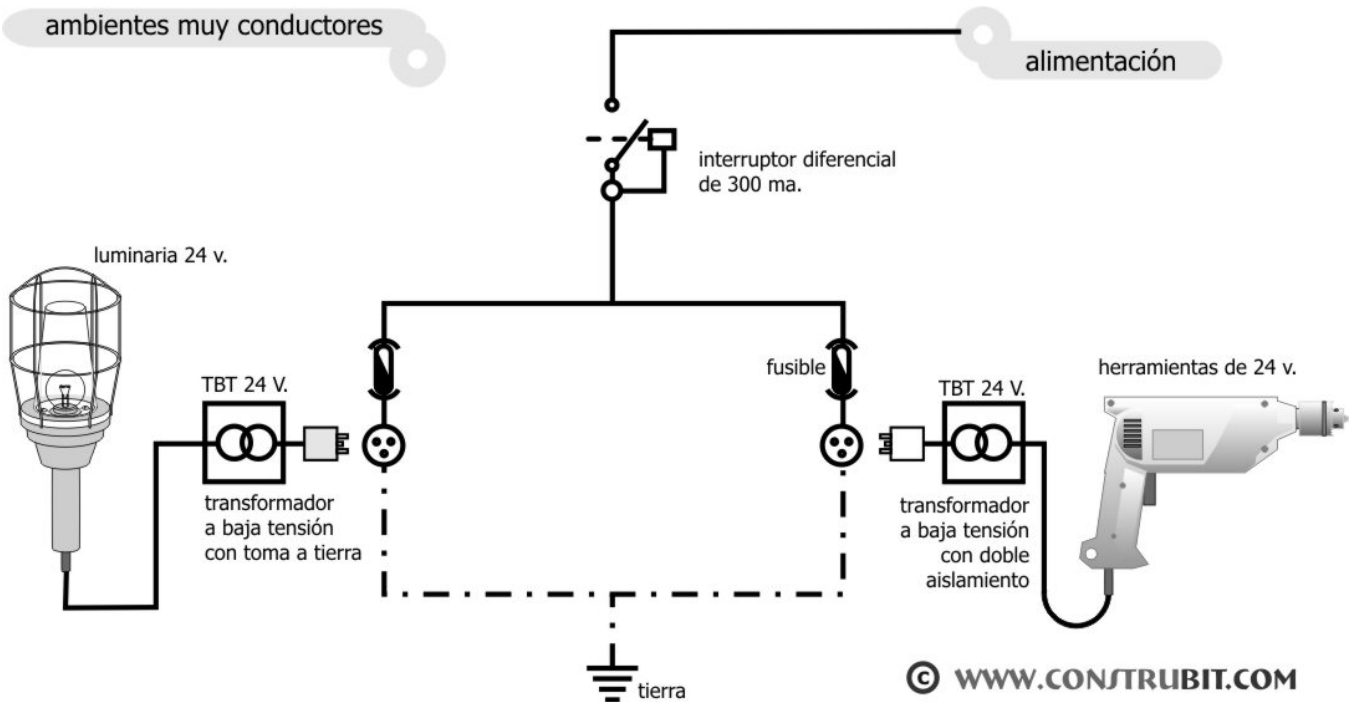 ambientes muy conductores
alimentación
interruptor diferencial
de 300 ma.
luminaria 24 v.
fusible
herramientas de 24 v.
TBT 24 V.
TBT 24 V.
transformador
a baja tensión
con toma a tierra
transformador
a baja tensión
con doble
aislamiento
tierra
© WWW.CONSTRUBIT.COM